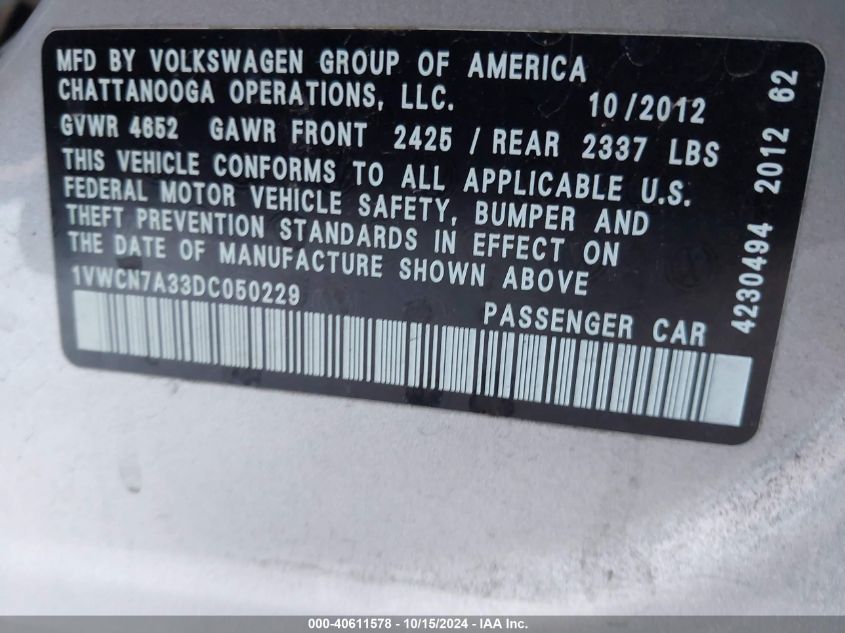 MFD BY VOLKSWAGEN GROUP OF AMERICA
CHATTANOOGA OPERATIONS, LLC. 10/2012
GVWR 4652 GAWR FRONT 2425 / REAR 2337 LBS
THIS VEHICLE CONFORMS TO ALL APPLICABLE U.S.
FEDERAL MOTOR VEHICLE SAFETY, BUMPER AND
THEFT PREVENTION STANDARDS IN EFFECT ON
THE DATE OF MANUFACTURE SHOWN ABOVE
1VWCN7A33DC050229
PASSENGER CAR
4230494 2012 62
000-40611578 - 10/15/2024 - IAA Inc.